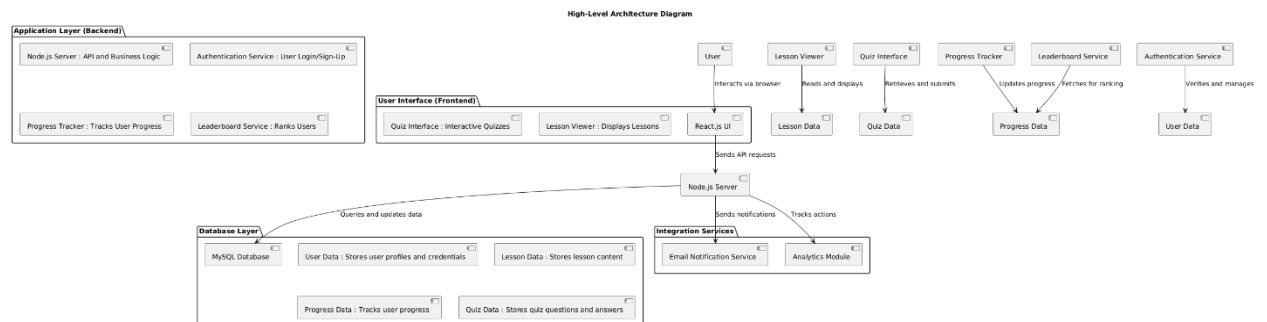 High-Level Architecture Diagram
Application Layer (Backend)
Node.js Server : API and Business Logic
Authentication Service : User Login/Sign-Up
Progress Tracker : Tracks User Progress
Leaderboard Service : Ranks Users
User
Lesson Viewer
Quiz Interface
Progress Tracker
Leaderboard Service
Authentication Service
Interacts via browser
Reads and displays
Retrieves and submits
Updates progress
Fetches for ranking
Verifies and manages
User Interface (Frontend)
Quiz Interface : Interactive Quizzes
Lesson Viewer : Displays Lessons
React.js UI
Lesson Data
Quiz Data
Progress Data
User Data
Sends API requests
Node.js Server
Queries and updates data
Sends notifications
Tracks actions
Database Layer
MySQL Database
User Data : Stores user profiles and credentials
Lesson Data : Stores lesson content
Progress Data : Tracks user progress
Quiz Data : Stores quiz questions and answers
Integration Services
Email Notification Service
Analytics Module